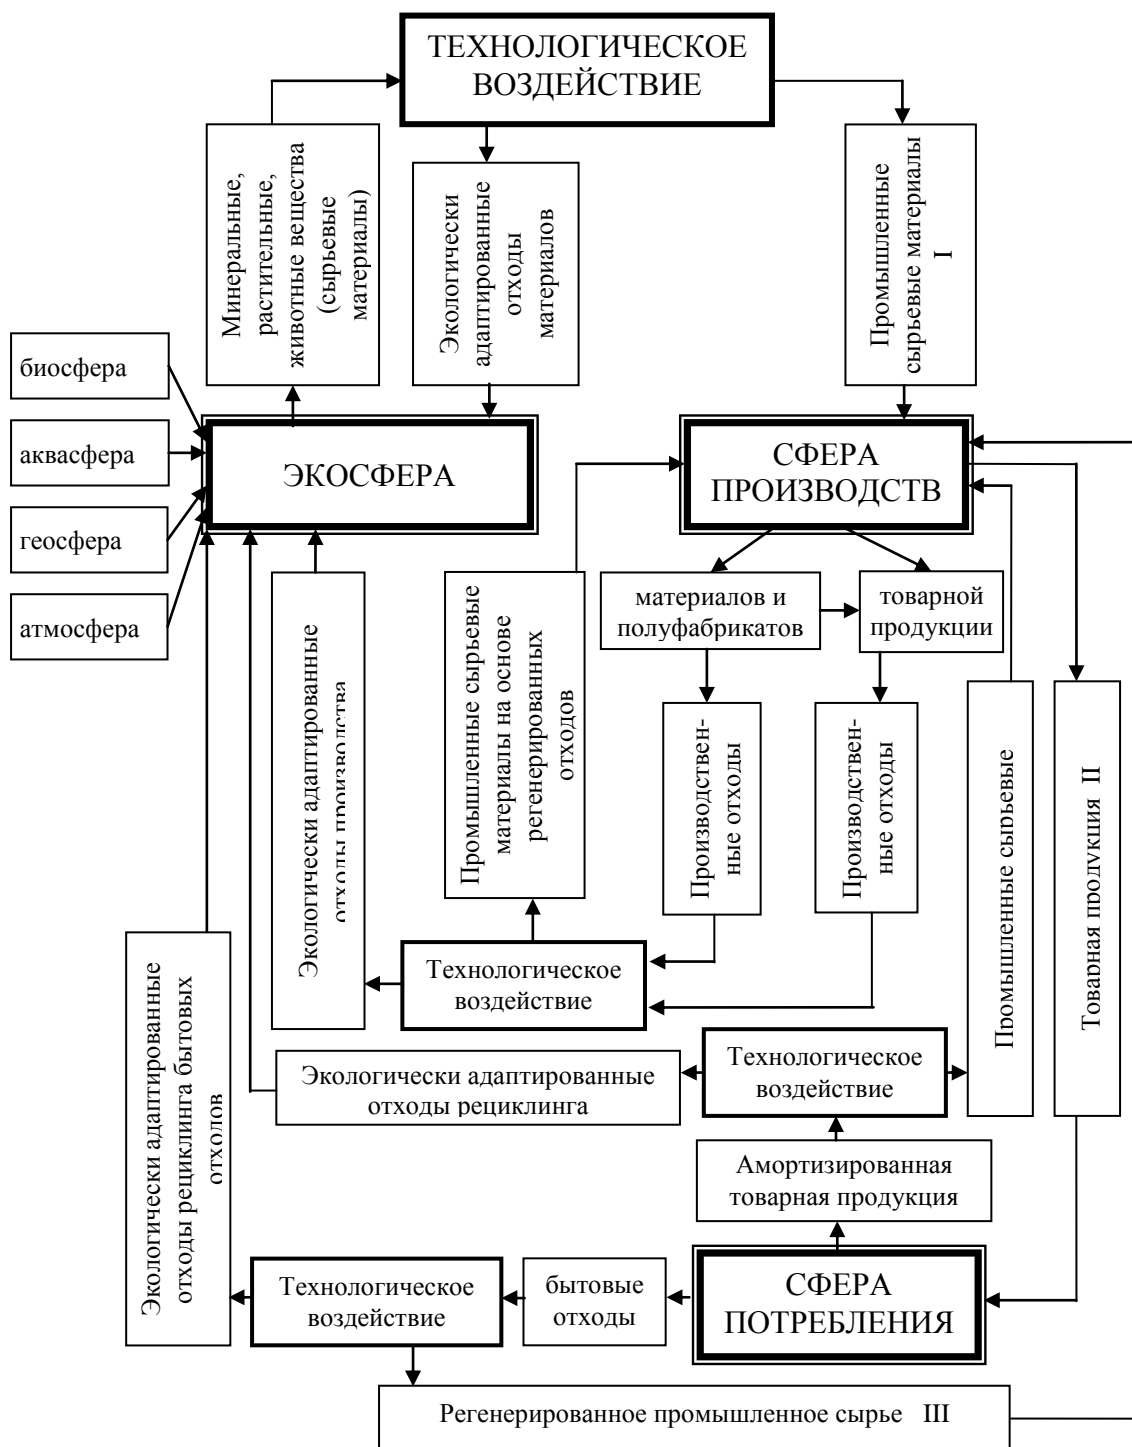 ТЕХНОЛОГИЧЕСКОЕ
ВОЗДЕЙСТВИЕ
Минеральные,
растительные,
животные вещества
(сырьевые
материалы)
Экологически
адаптированные
отходы
материалов
Промышленные
сырьевые материалы
I
биосфера
аквасфера
геосфера
атмосфера
ЭКОСФЕРА
СФЕРА
ПРОИЗВОДСТВ
материалов и
полуфабрикатов
товарной
продукции
Экологически адаптированные
отходы производства
Промышленные сырьевые
материалы на основе
регенерированных
отходов
Производствен-
ные отходы
Производствен-
ные отходы
Промышленные сырьевые
Товарная продукция II
Технологическое
воздействие
Экологически адаптированные
отходы рециклинга бытовых
отходов
Экологически адаптированные
отходы рециклинга
Технологическое
воздействие
Амортизированная
товарная продукция
Технологическое
воздействие
бытовые
отходы
СФЕРА
ПОТРЕБЛЕНИЯ
Регенерированное промышленное сырье III